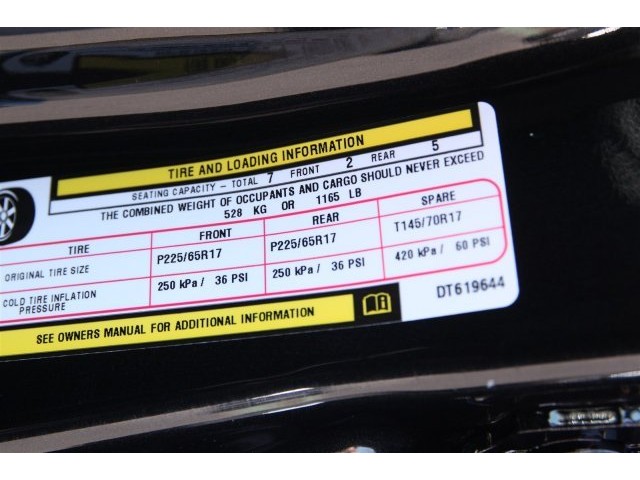 TIRE AND LOADING INFORMATION
SEATING CAPACITY - TOTAL 7 FRONT 2 REAR 5
THE COMBINED WEIGHT OF OCCUPANTS AND CARGO SHOULD NEVER EXCEED
528 KG OR 1165 LB
TIRE FRONT REAR SPARE
ORIGINAL TIRE SIZE P225/65R17 P225/65R17 T145/70R17
COLD TIRE INFLATION PRESSURE 250 kPa / 36 PSI 250 kPa / 36 PSI 420 kPa / 60 PSI
SEE OWNERS MANUAL FOR ADDITIONAL INFORMATION
DT619644